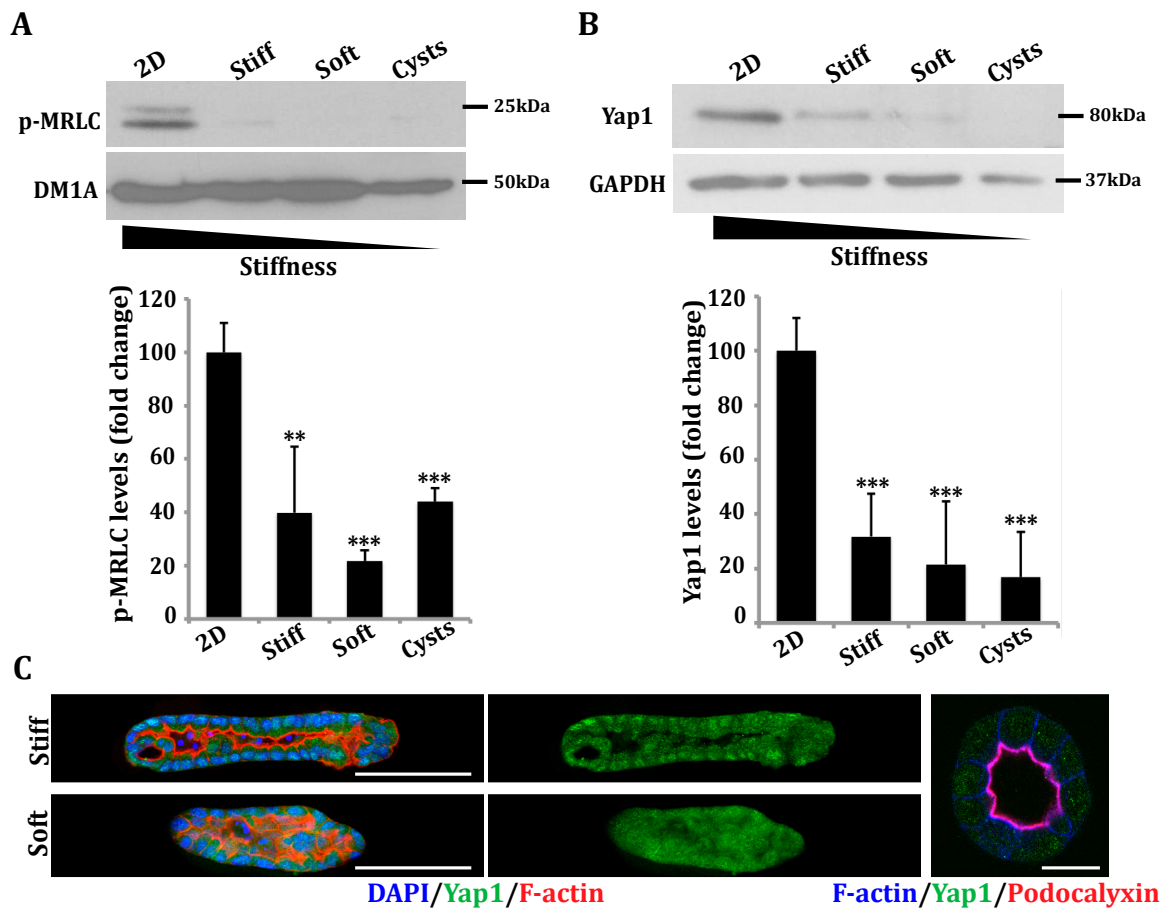 A
2D Stiff Soft Cysts
p-MRLC
25kDa
DM1A
50kDa
Stiffness
p-MRLC levels (fold change)
120
100
80
60
40
20
0
**
***
***
2D Stiff Soft Cysts
B
2D Stiff Soft Cysts
Yap1
80kDa
GAPDH
37kDa
Stiffness
Yap1 levels (fold change)
120
100
80
60
40
20
0
***
***
***
2D Stiff Soft Cysts
C
Stiff
Soft
DAPI/Yap1/F-actin
F-actin/Yap1/Podocalyxin